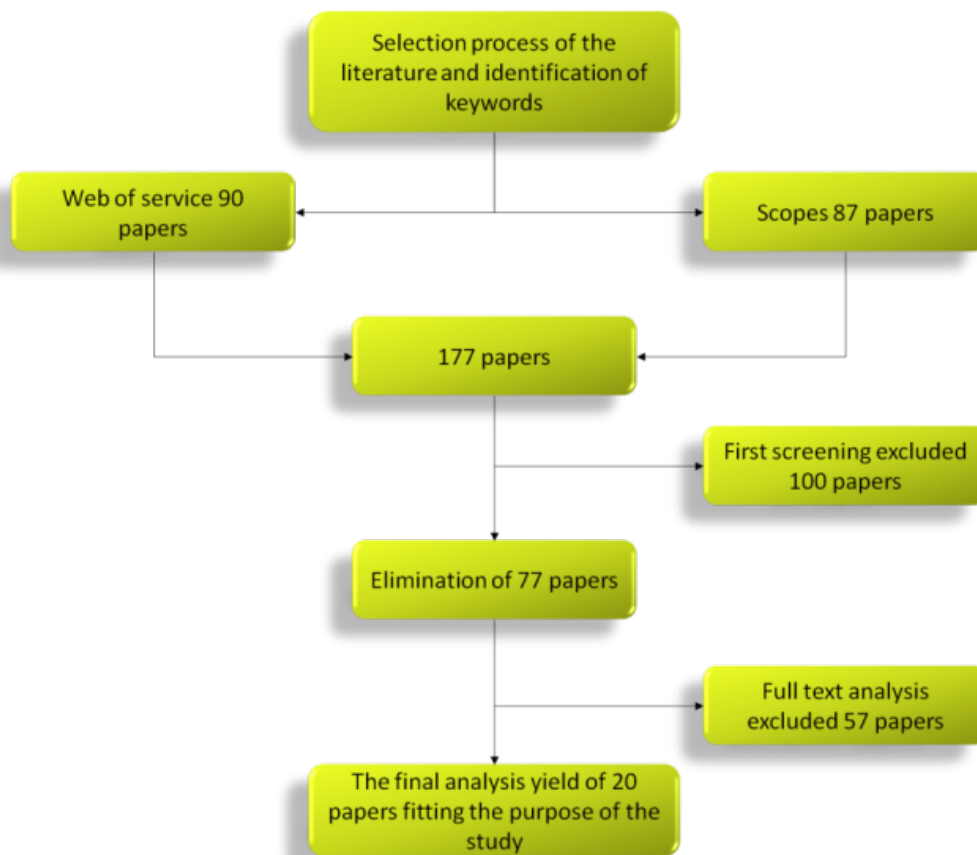 Selection process of the
literature and identification of
keywords
Web of service 90
papers
Scopes 87 papers
177 papers
First screening excluded
100 papers
Elimination of 77 papers
Full text analysis
excluded 57 papers
The final analysis yield of 20
papers fitting the purpose of the
study